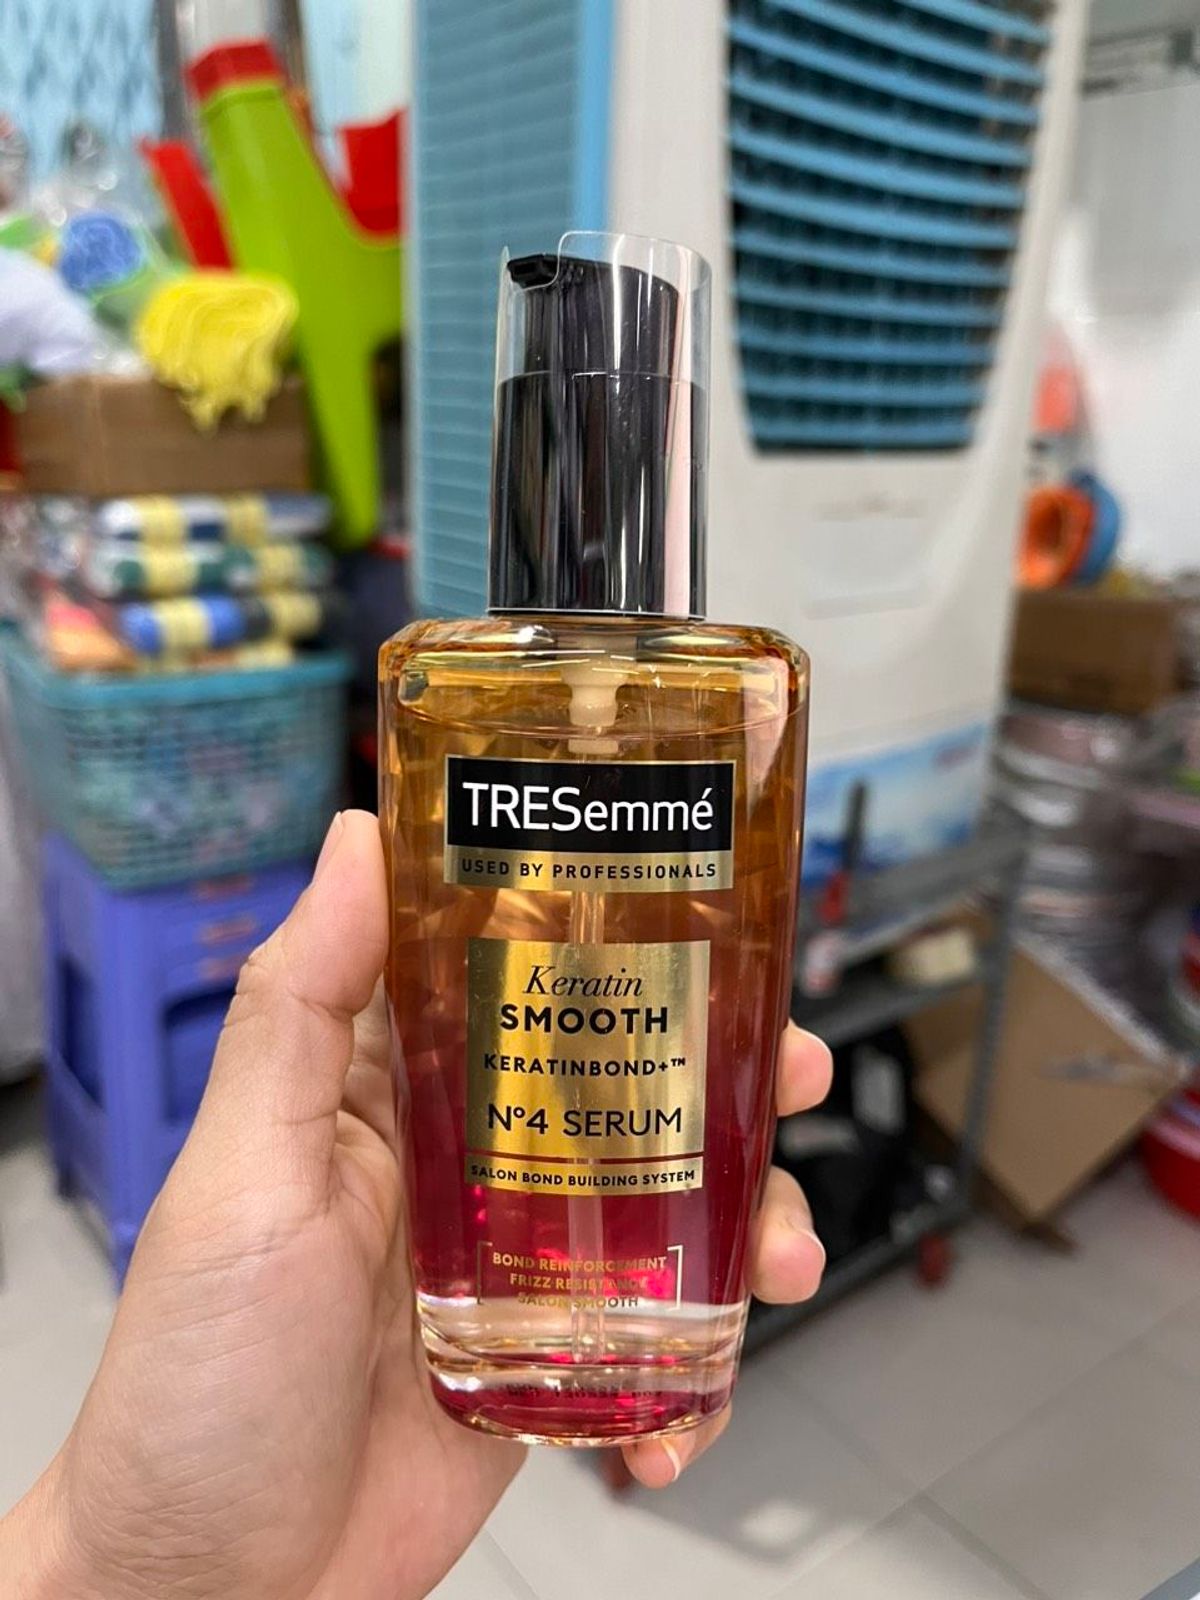 TRESemmé
USED BY PROFESSIONALS
Keratin
SMOOTH
KERATINBOND+™
Nº4 SERUM
SALON BOND BUILDING SYSTEM
BOND REINFORCEMENT
FRIZZ RESISTANCE
SALON SMOOTH